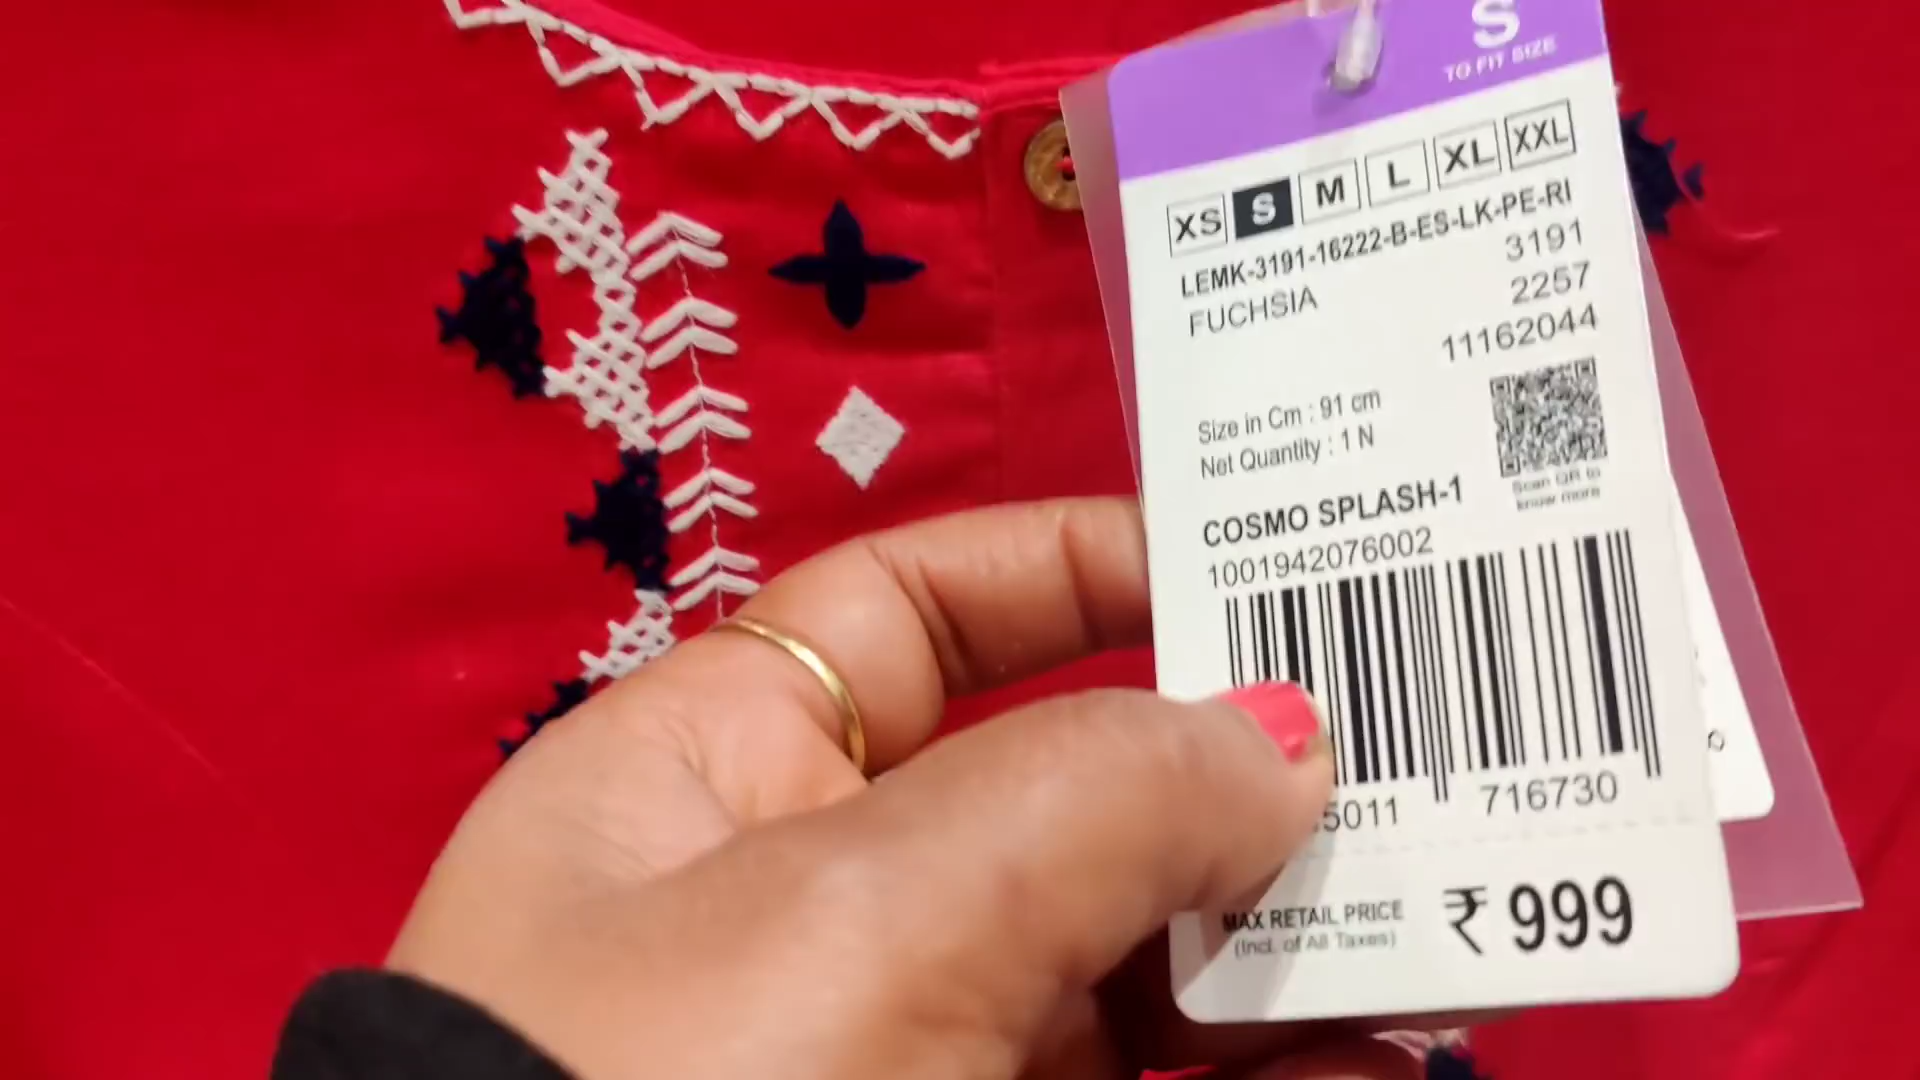 S
TO FIT SIZE
XS S M L XL XXL
LEMK-3191-16222-B-ES-LK-PE-RI
FUCHSIA 3191
2257
11162044
Size in Cm : 91 cm
Net Quantity : 1 N
Scan QR to
know more
COSMO SPLASH-1
1001942076002
5011 716730
MAX RETAIL PRICE ₹ 999
(Incl. of All Taxes)